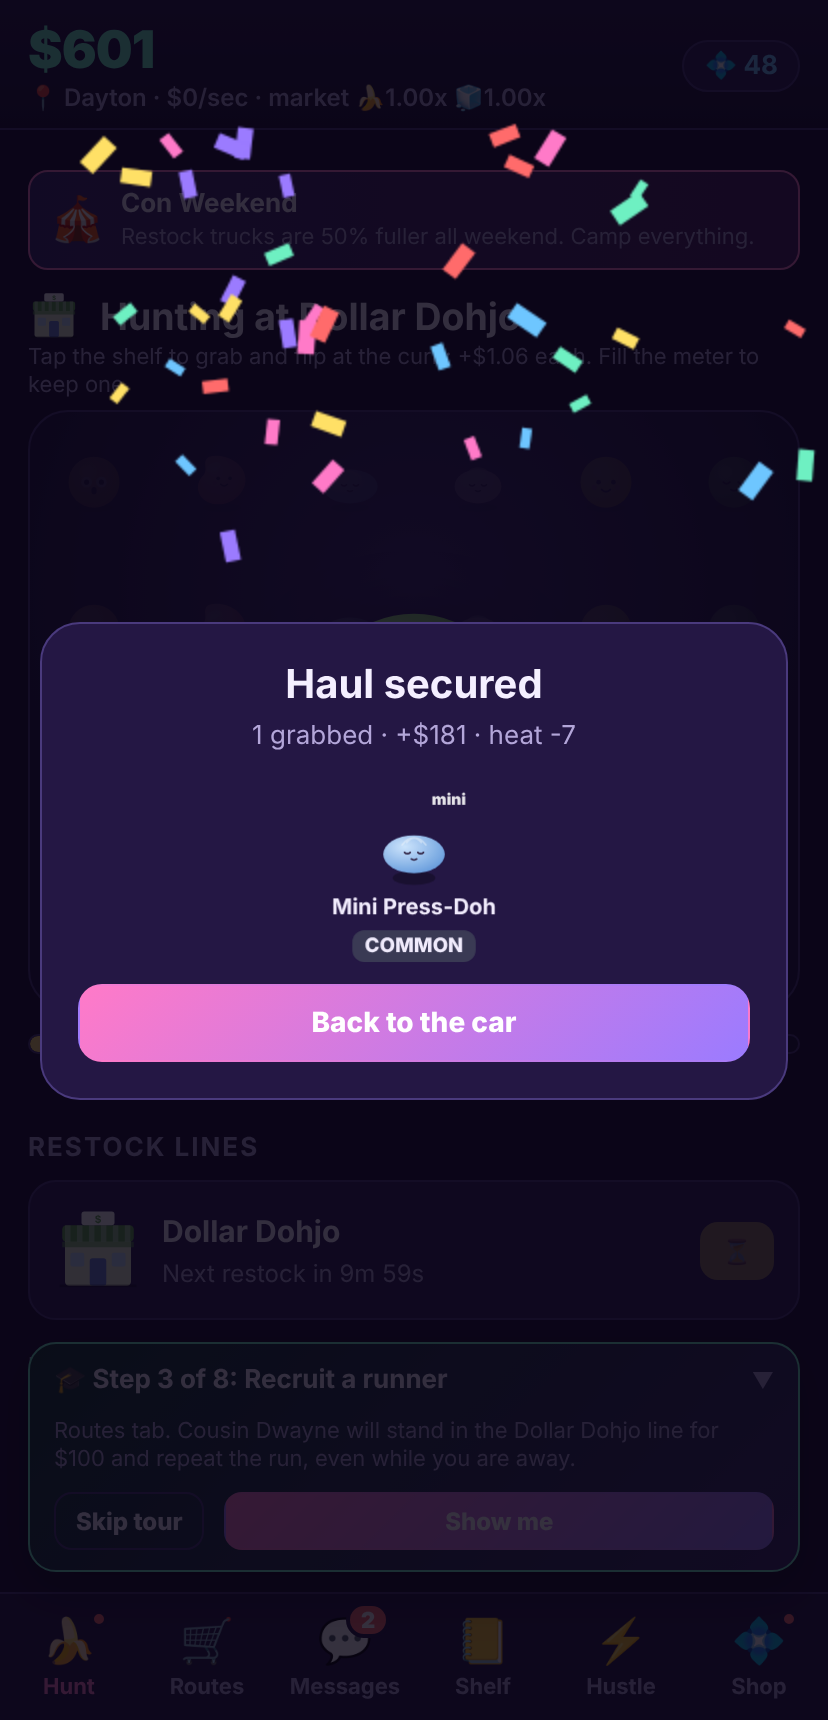 $601
48
Dayton · $0/sec · market 🍌1.00x 🧊1.00x
Con Weekend
Restock trucks are 50% fuller all weekend. Camp everything.
Hunting at Dollar Dohjo
Tap the shelf to grab and flip at the curb, +$1.06 each. Fill the meter to
keep one.
Haul secured
1 grabbed · +$181 · heat -7
mini
Mini Press-Doh
COMMON
Back to the car
RESTOCK LINES
$
Dollar Dohjo
Next restock in 9m 59s
Step 3 of 8: Recruit a runner
Routes tab. Cousin Dwayne will stand in the Dollar Dohjo line for
$100 and repeat the run, even while you are away.
Skip tour
Show me
2
Hunt
Routes
Messages
Shelf
Hustle
Shop